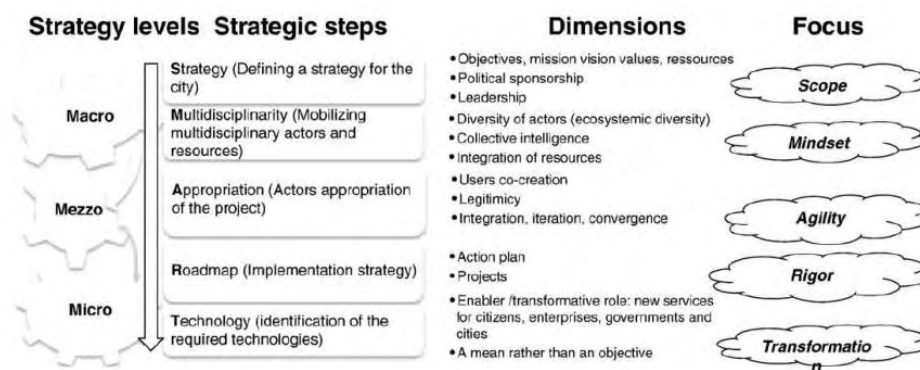 Strategy levels Strategic steps Dimensions Focus
Macro
Mezzo
Micro
Strategy (Defining a strategy for the
city)
Multidisciplinarity (Mobilizing
multidisciplinary actors and
resources)
Appropriation (Actors appropriation
of the project)
Roadmap (Implementation strategy)
Technology (identification of the
required technologies)
• Objectives, mission vision values, ressources
• Political sponsorship
• Leadership
• Diversity of actors (ecosystemic diversity)
• Collective intelligence
• Integration of resources
• Users co-creation
• Legitimicy
• Integration, iteration, convergence
• Action plan
• Projects
• Enabler /transformative role: new services
for citizens, enterprises, governments and
cities
• A mean rather than an objective
Scope
Mindset
Agility
Rigor
Transformatio
n